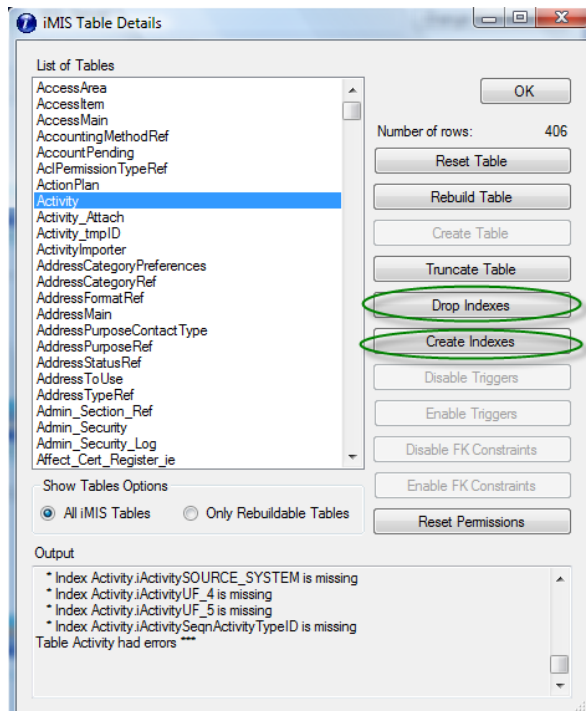 iMIS Table Details
List of Tables
AccessArea
AccessItem
AccessMain
AccountingMethodRef
AccountPending
AclPermissionTypeRef
ActionPlan
Activity
Activity_Attach
Activity_tmpID
ActivityImporter
AddressCategoryPreferences
AddressCategoryRef
AddressFormatRef
AddressMain
AddressPurposeContactType
AddressPurposeRef
AddressStatusRef
AddressToUse
AddressTypeRef
Admin_Section_Ref
Admin_Security
Admin_Security_Log
Affect_Cert_Register_ie
OK
Number of rows: 406
Reset Table
Rebuild Table
Create Table
Truncate Table
Drop Indexes
Create Indexes
Disable Triggers
Enable Triggers
Disable FK Constraints
Enable FK Constraints
Reset Permissions
Show Tables Options
All iMIS Tables Only Rebuildable Tables
Output
* Index Activity.iActivitySOURCE_SYSTEM is missing
* Index Activity.iActivityUF_4 is missing
* Index Activity.iActivityUF_5 is missing
* Index Activity.iActivitySeqnActivityTypeID is missing
Table Activity had errors ***